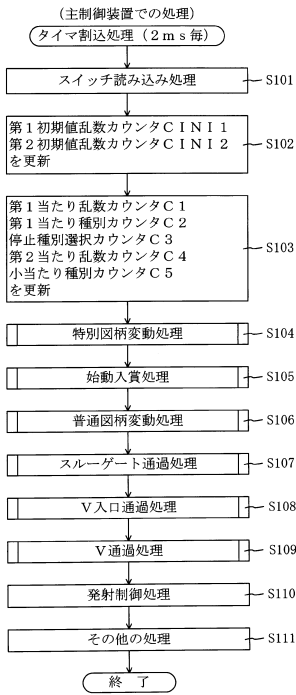 (主制御装置での処理)
タイマ割込処理(2ms毎)
スイッチ読み込み処理
S101
第1初期値乱数カウンタCINI1
第2初期値乱数カウンタCINI2
を更新
S102
第1当たり乱数カウンタC1
第1当たり種別カウンタC2
停止種別選択カウンタC3
第2当たり乱数カウンタC4
小当たり種別カウンタC5
を更新
S103
特別図柄変動処理
S104
始動入賞処理
S105
普通図柄変動処理
S106
スルーゲート通過処理
S107
V入口通過処理
S108
V通過処理
S109
発射制御処理
S110
その他の処理
S111
終 了